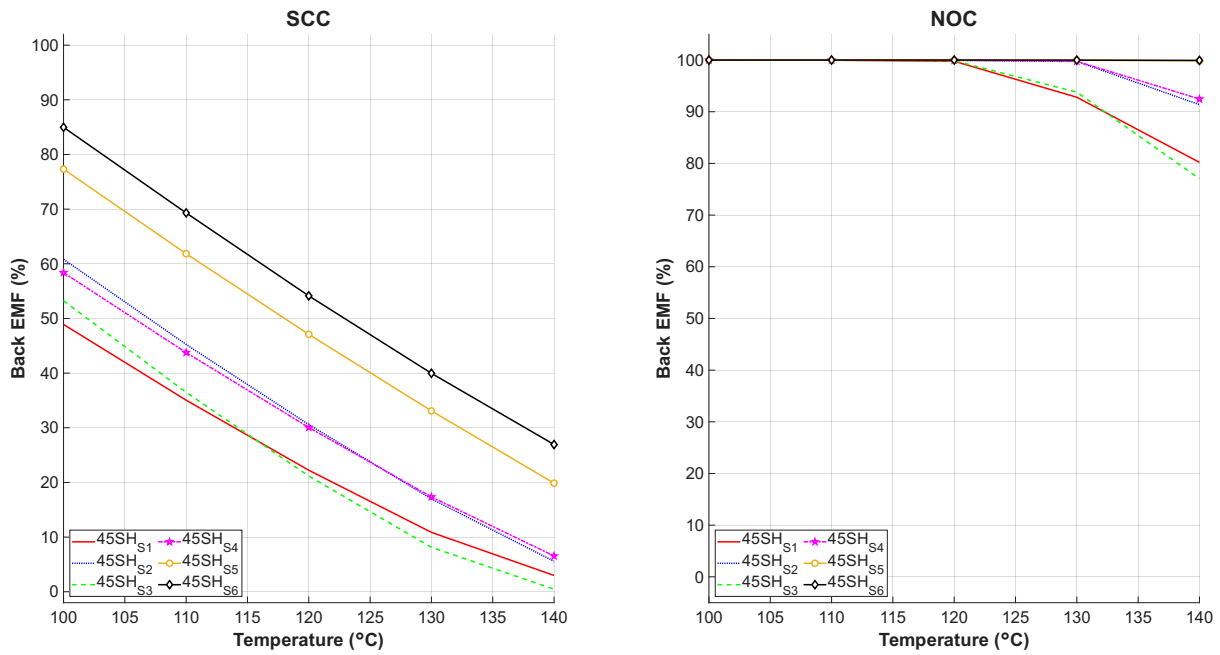 SCC
100
90
80
70
60
50
40
30
20
10
0
Back EMF (%)
45SH_S1
45SH_S4
45SH_S2
45SH_S5
45SH_S3
45SH_S6
100 105 110 115 120 125 130 135 140
Temperature (°C)
NOC
100
90
80
70
60
50
40
30
20
10
0
Back EMF (%)
45SH_S1
45SH_S4
45SH_S2
45SH_S5
45SH_S3
45SH_S6
100 105 110 115 120 125 130 135 140
Temperature (°C)